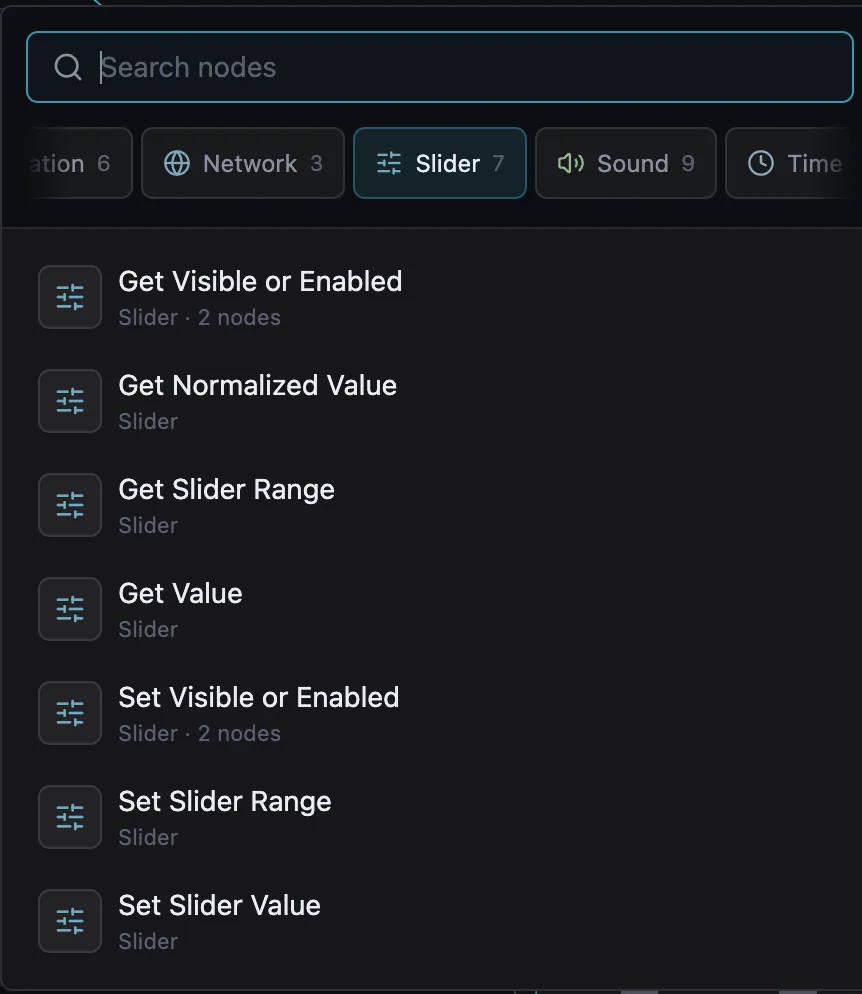 Search nodes
ation 6
Network 3
Slider 7
Sound 9
Time
Get Visible or Enabled
Slider · 2 nodes
Get Normalized Value
Slider
Get Slider Range
Slider
Get Value
Slider
Set Visible or Enabled
Slider · 2 nodes
Set Slider Range
Slider
Set Slider Value
Slider